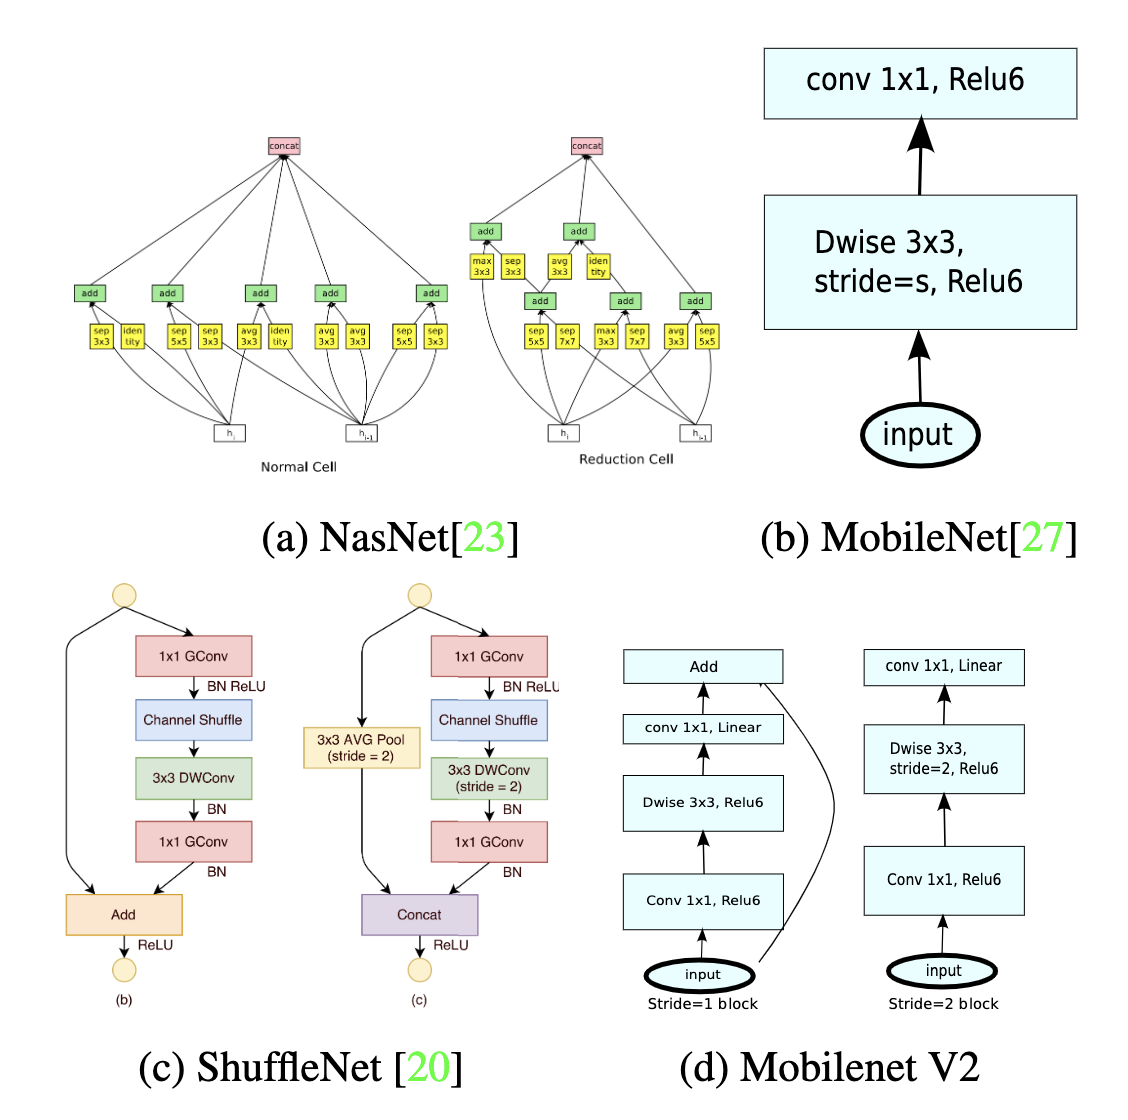 concat
add
add
add
add
add
sep
3x3
iden
tity
sep
5x5
sep
3x3
avg
3x3
iden
tity
avg
3x3
avg
3x3
sep
5x5
sep
3x3
hi
hi-1
Normal Cell
concat
add
add
max
3x3
sep
3x3
avg
3x3
iden
tity
add
add
add
sep
5x5
sep
7x7
max
3x3
sep
7x7
avg
3x3
sep
5x5
hi
hi-1
Reduction Cell
(a) NasNet[23]
conv 1x1, Relu6
Dwise 3x3,
stride=s, Relu6
input
(b) MobileNet[27]
1x1 GConv
BN ReLU
Channel Shuffle
3x3 DWConv
BN
1x1 GConv
BN
Add
ReLU
(b)
1x1 GConv
BN ReLU
Channel Shuffle
3x3 AVG Pool
(stride = 2)
3x3 DWConv
(stride = 2)
BN
1x1 GConv
BN
Concat
ReLU
(c)
(c) ShuffleNet [20]
Add
conv 1x1, Linear
Dwise 3x3, Relu6
Conv 1x1, Relu6
input
Stride=1 block
conv 1x1, Linear
Dwise 3x3,
stride=2, Relu6
Conv 1x1, Relu6
input
Stride=2 block
(d) Mobilenet V2